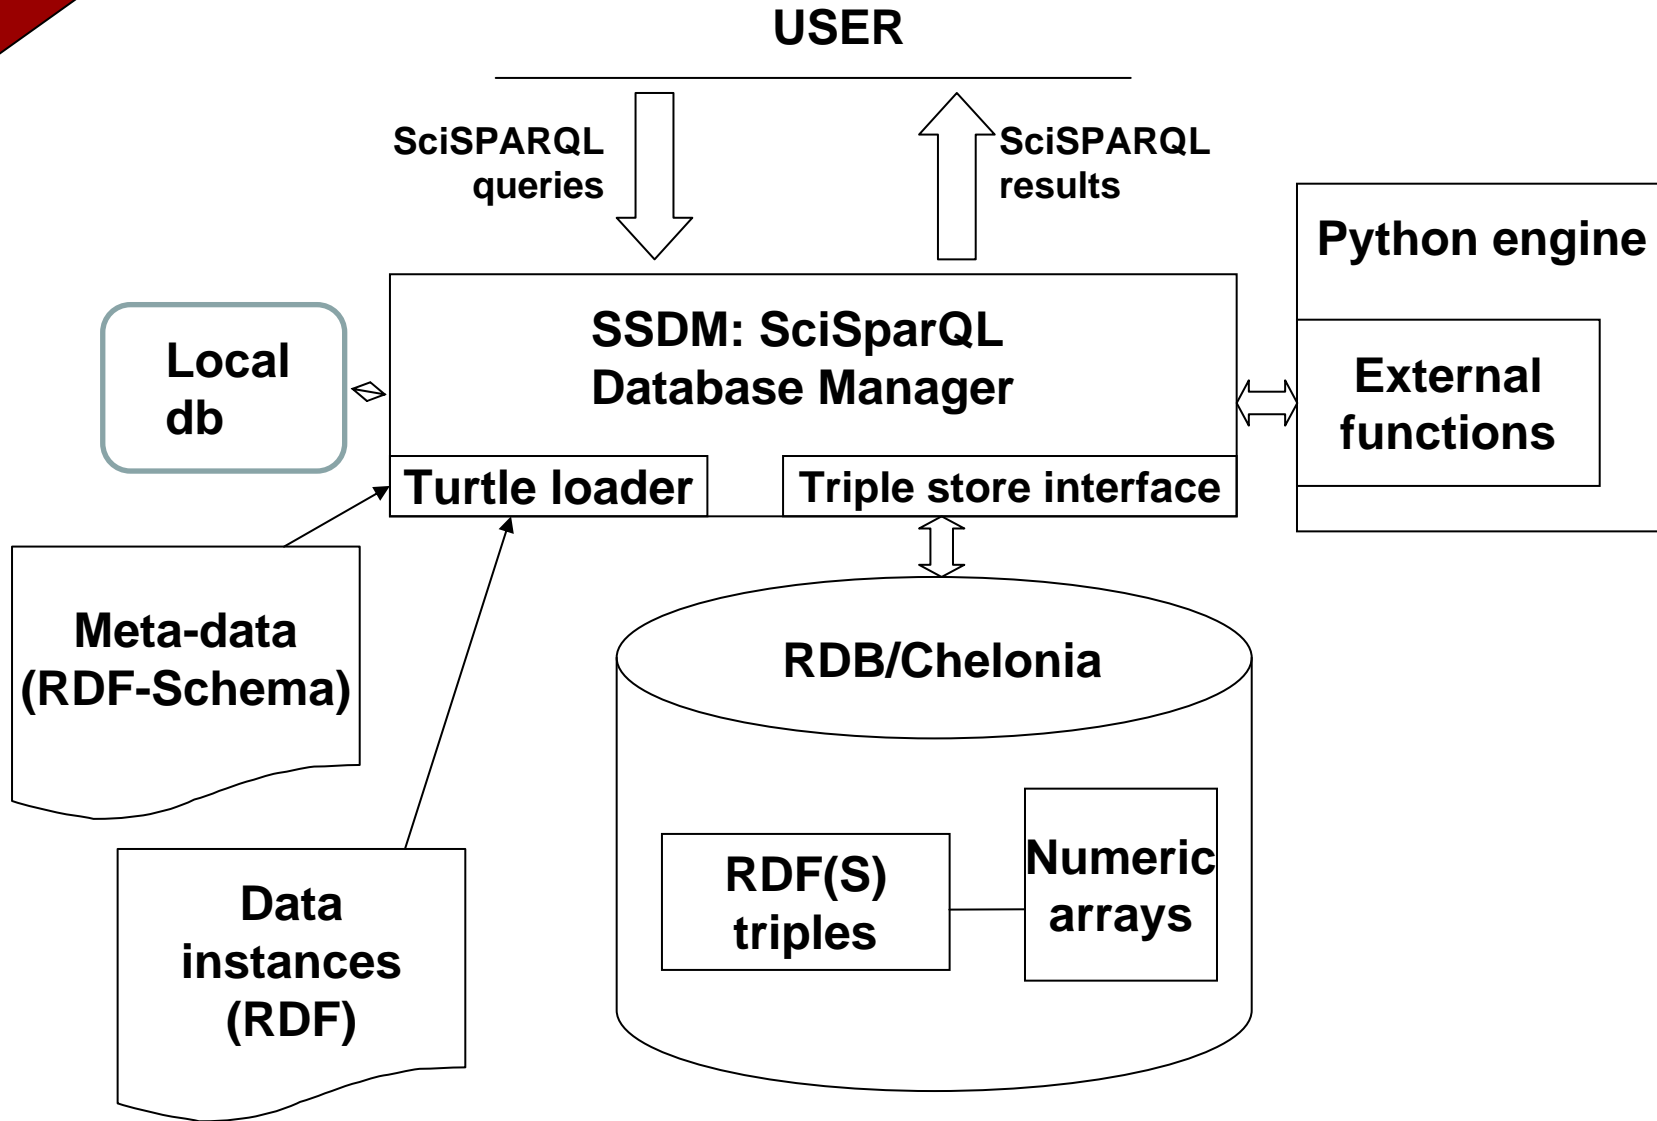 USER
SciSPARQL
queries
SciSPARQL
results
Python engine
External
functions
SSDM: SciSparQL
Database Manager
Local
db
Turtle loader
Triple store interface
Meta-data
(RDF-Schema)
RDB/Chelonia
Data
instances
(RDF)
RDF(S)
triples
Numeric
arrays